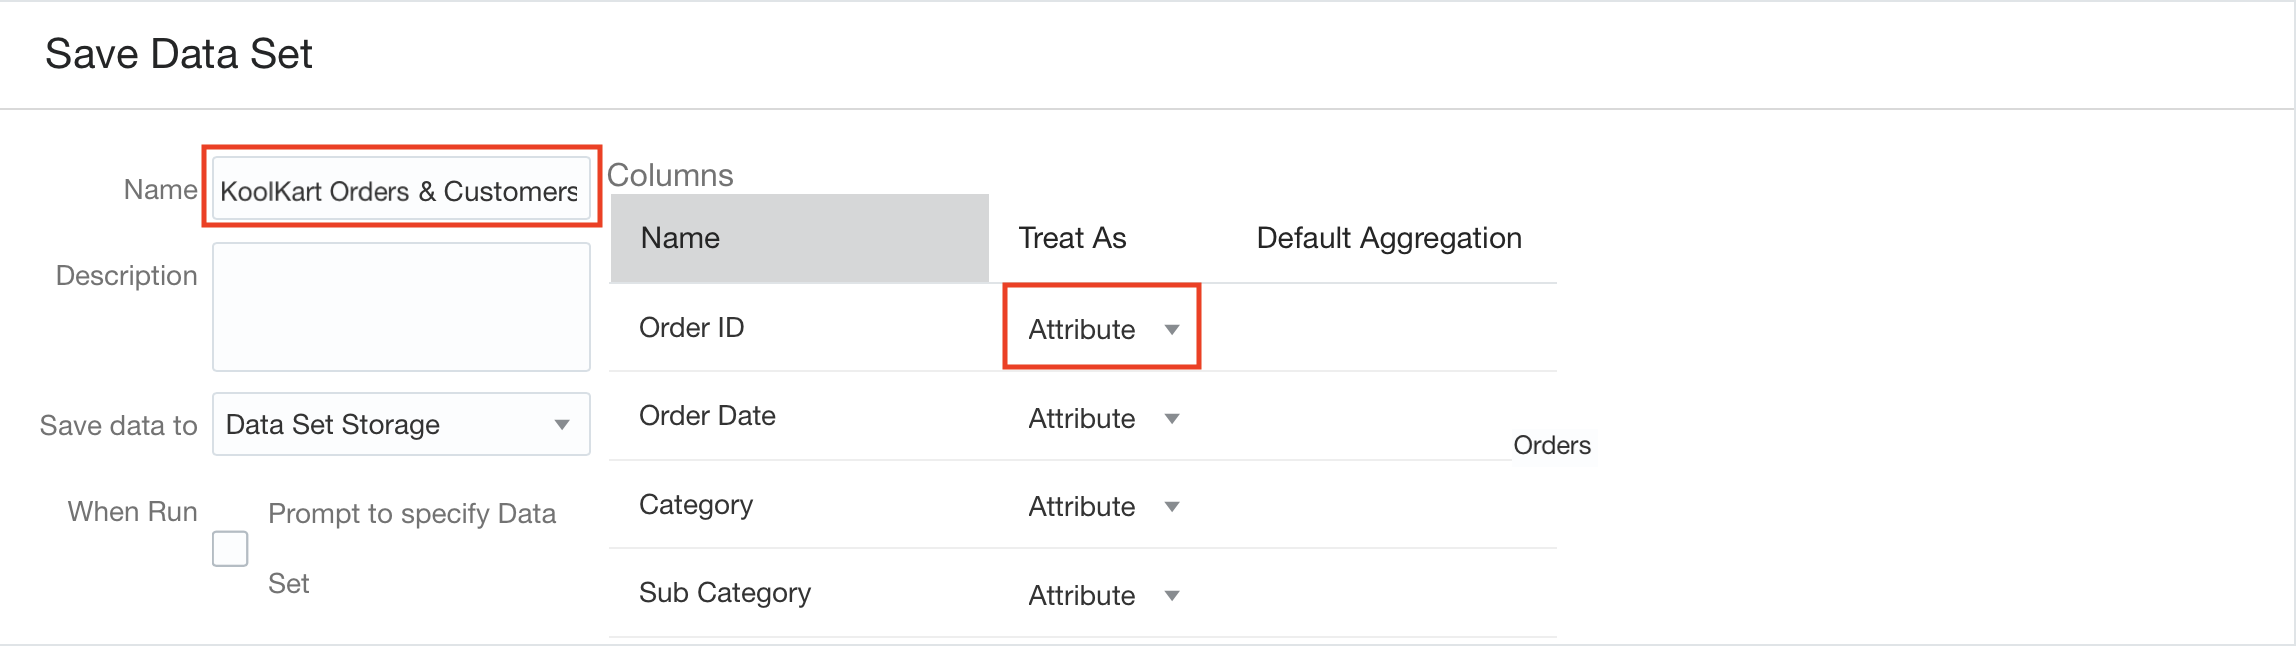 Save Data Set
Name
KoolKart Orders & Customers
Description
Save data to
Data Set Storage
When Run
Prompt to specify Data
Set
Columns
Name Treat As Default Aggregation
Order ID Attribute
Order Date Attribute
Orders
Category Attribute
Sub Category Attribute